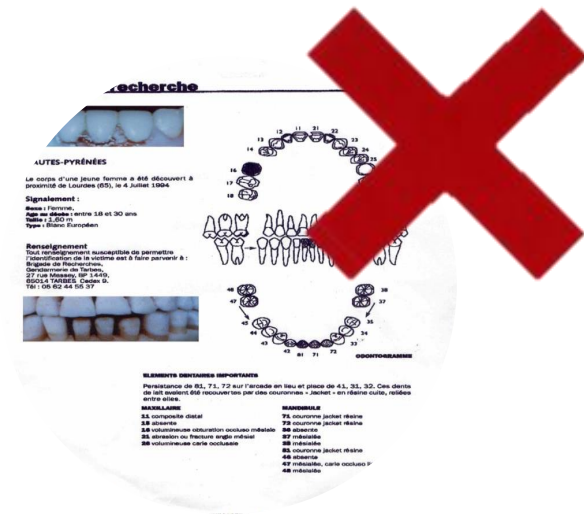 echerche
AUTES-PYRÉNÉES
Le corps d'une jeune femme a été découvert à
proximité de Lourdes (65), le 4 Juillet 1994
Signalement :
Sexe : Femme,
Age au décès : entre 18 et 30 ans
Taille : 1,60 m
Type : Blanc Européen
Renseignement
Tout renseignement susceptible de permettre
l'identification de la victime est à faire parvenir à :
Brigade de Recherches,
Gendarmerie de Tarbes,
27 rue Massey, BP 1449,
65014 TARBES Cedex 9.
Tél : 05 62 44 55 37
11 21
12 22
13 23
14 24
25
16
17
18
48 38
47 37
45 35
44 34
43 33
42 81 71 72
ODONTOGRAMME
ELEMENTS DENTAIRES IMPORTANTS
Persistance de 81, 71, 72 sur l'arcade en lieu et place de 41, 31, 32. Ces dents
de lait avaient été recouvertes par des couronnes - Jacket - en résine cuite, reliées
entre elles.
MAXILLAIRE
11 composite distal
15 absente
16 volumineuse obturation occluso mésiale
21 abrasion ou fracture angle mésial
26 volumineuse carie occlusale
MANDIBULE
71 couronne jacket résine
72 couronne jacket résine
36 absente
37 mésialée
38 mésialée
81 couronne jacket résine
46 absente
47 mésialée, carie occluso
48 mésialée